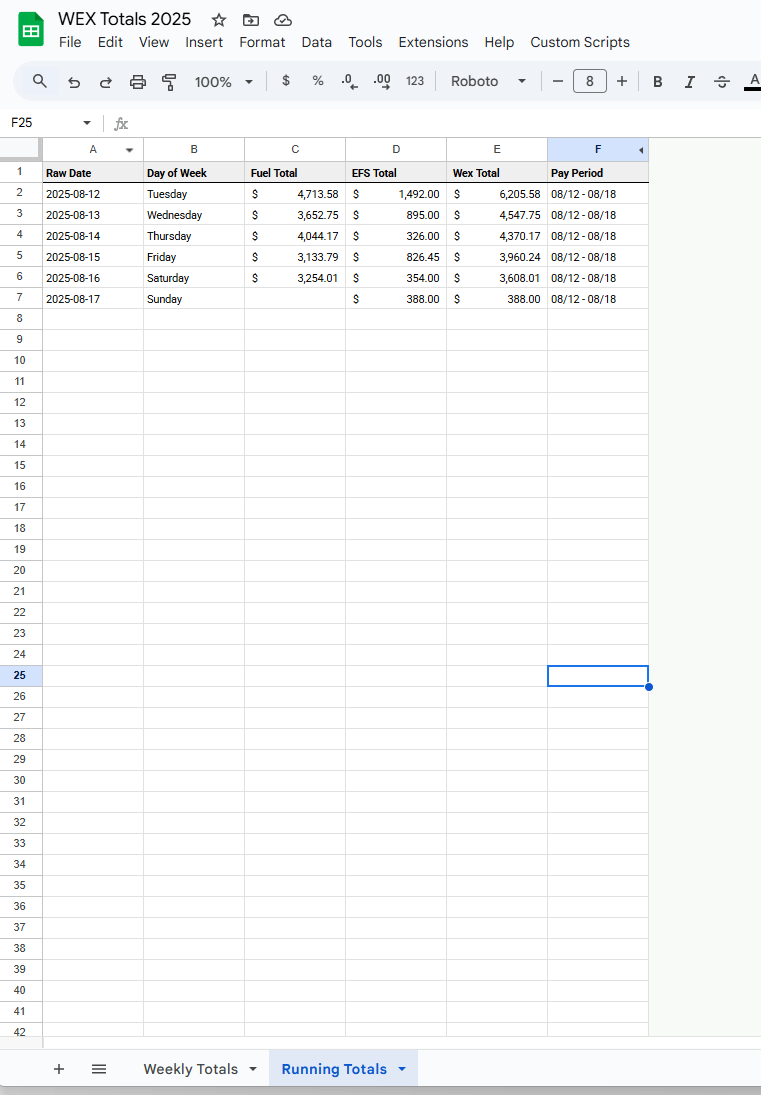 WEX Totals 2025
File Edit View Insert Format Data Tools Extensions Help Custom Scripts
100% $ % .0 .00 123 Roboto − 8 + B I S A
F25 fx
A B C D E F
1 Raw Date Day of Week Fuel Total EFS Total Wex Total Pay Period
2 2025-08-12 Tuesday $ 4,713.58 $ 1,492.00 $ 6,205.58 08/12 - 08/18
3 2025-08-13 Wednesday $ 3,652.75 $ 895.00 $ 4,547.75 08/12 - 08/18
4 2025-08-14 Thursday $ 4,044.17 $ 326.00 $ 4,370.17 08/12 - 08/18
5 2025-08-15 Friday $ 3,133.79 $ 826.45 $ 3,960.24 08/12 - 08/18
6 2025-08-16 Saturday $ 3,254.01 $ 354.00 $ 3,608.01 08/12 - 08/18
7 2025-08-17 Sunday $ 388.00 $ 388.00 08/12 - 08/18
8
9
10
11
12
13
14
15
16
17
18
19
20
21
22
23
24
25
26
27
28
29
30
31
32
33
34
35
36
37
38
39
40
41
42
+ Weekly Totals Running Totals